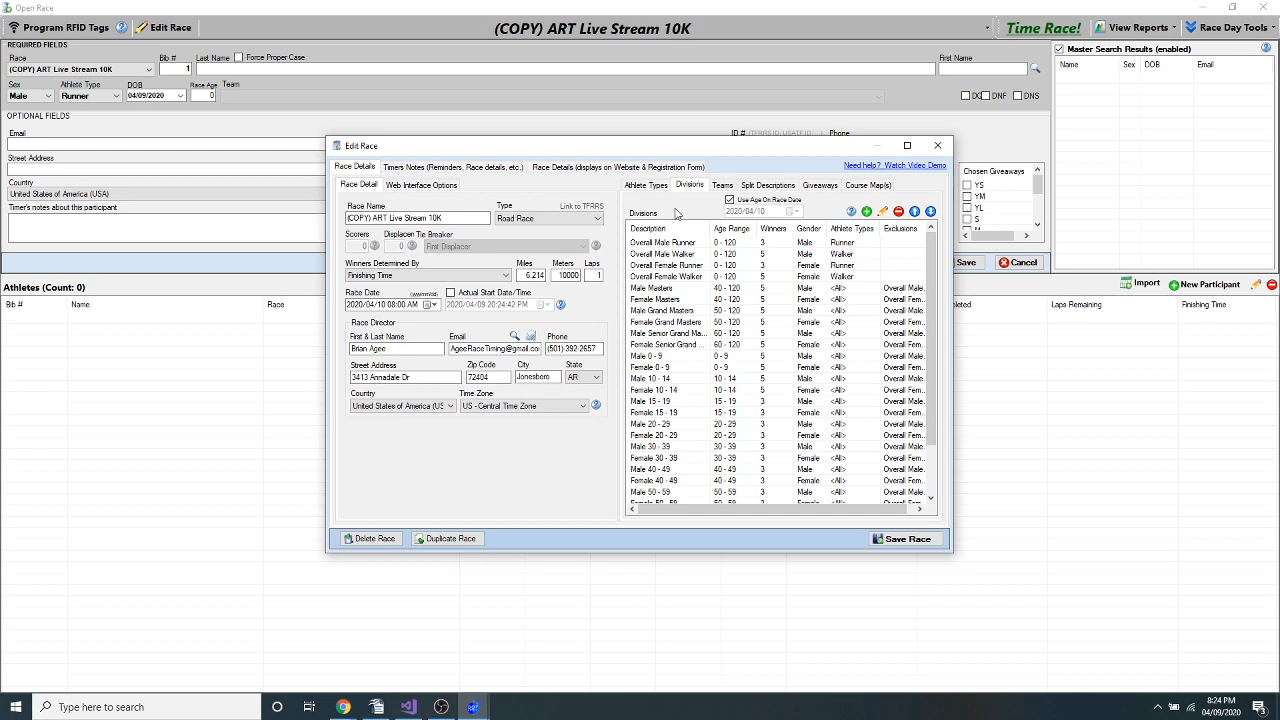 Open Race
Program RFID Tags
Edit Race
(COPY) ART Live Stream 10K
Time Race!
View Reports
Race Day Tools
REQUIRED FIELDS
Race
Bib #
Last Name
Force Proper Case
First Name
(COPY) ART Live Stream 10K
1
Sex
Athlete Type
DOB
Race Age
Team
Male
Runner
04/09/2020
0
DNF
DNS
Master Search Results (enabled)
Name
Sex
DOB
Email
OPTIONAL FIELDS
Email
ID #
Phone
Street Address
Country
United States of America (USA)
Timer's notes about this participant
Chosen Giveaways
YS
YM
YL
S
Save
Cancel
Athletes (Count: 0)
Import
New Participant
Bib #
Name
Race
Laps Remaining
Finishing Time
Edit Race
Race Details
Timers Notes (Reminders, Race details, etc.)
Race Details (displays on Website & Registration Form)
Need help? Watch Video Demo
Race Detail
Web Interface Options
Race Name
Type
Link to TFRRS
(COPY) ART Live Stream 10K
Road Race
Scorers
Displacers
Tie Breaker
0
0
First Displacer
Winners Determined By
Miles
Meters
Laps
Finishing Time
6.214
10000
1
Race Date
(yyyy/mm/dd)
Actual Start Date/Time
2020/04/10 08:00 AM
2020/04/09 20:24:42 PM
Race Director
First & Last Name
Email
Phone
Brian Agee
AgeeRaceTiming@gmail.com
(501)-392-2657
Street Address
Zip Code
City
State
3413 Annadale Dr
72404
Jonesboro
AR
Country
Time Zone
United States of America (US
US - Central Time Zone
Delete Race
Duplicate Race
Save Race
Athlete Types
Divisions
Teams
Split Descriptions
Giveaways
Course Map(s)
Use Age On Race Date
Divisions
2020/04/10
Description Age Range Winners Gender Athlete Types Exclusions
Overall Male Runner 0 - 120 3 Male Runner
Overall Male Walker 0 - 120 3 Male Walker
Overall Female Runner 0 - 120 3 Female Runner
Overall Female Walker 0 - 120 3 Female Walker
Male Masters 40 - 120 5 Male <All> Overall Male...
Female Masters 40 - 120 5 Female <All> Overall Fem...
Male Grand Masters 50 - 120 5 Male <All> Overall Male...
Female Grand Masters 50 - 120 5 Female <All> Overall Fem...
Male Senior Grand Ma... 60 - 120 5 Male <All> Overall Male...
Female Senior Grand ... 60 - 120 5 Female <All> Overall Fem...
Male 0 - 9 0 - 9 5 Male <All> Overall Male...
Female 0 - 9 0 - 9 5 Female <All> Overall Fem...
Male 10 - 14 10 - 14 5 Male <All> Overall Male...
Female 10 - 14 10 - 14 5 Female <All> Overall Fem...
Male 15 - 19 15 - 19 3 Male <All> Overall Male...
Female 15 - 19 15 - 19 3 Female <All> Overall Fem...
Male 20 - 29 20 - 29 3 Male <All> Overall Male...
Female 20 - 29 20 - 29 3 Female <All> Overall Fem...
Male 30 - 39 30 - 39 3 Male <All> Overall Male...
Female 30 - 39 30 - 39 3 Female <All> Overall Fem...
Male 40 - 49 40 - 49 3 Male <All> Overall Male...
Female 40 - 49 40 - 49 3 Female <All> Overall Fem...
Male 50 - 59 50 - 59 3 Male <All> Overall Male...
Type here to search
8:24 PM
04/09/2020
3